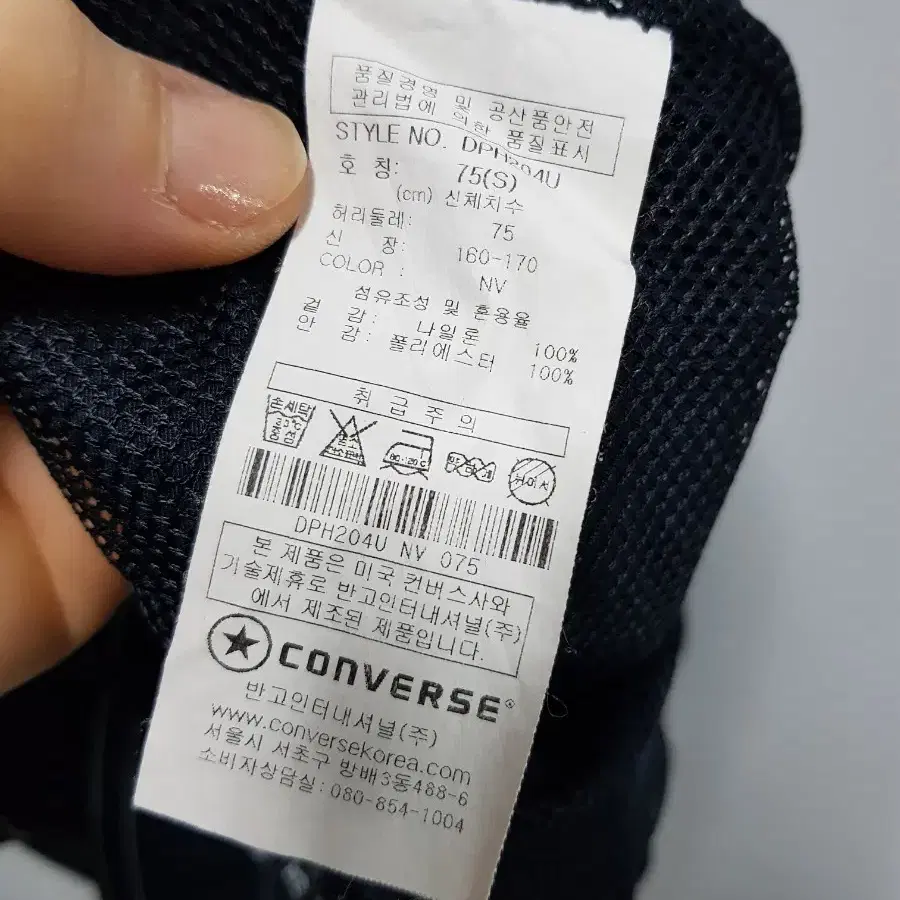 품질경영 및 공산품안전
관리법에 의한 품질표시
STYLE NO. DPH204U
호 칭: 75(S)
(cm) 신체치수
허리둘레: 75
신 장: 160-170
COLOR : NV
섬유조성 및 혼용율
겉 감: 나일론 100%
안 감: 폴리에스터 100%
취급주의
손세탁
중성
80-120℃
드라이
DPH204U NV 075
본 제품은 미국 컨버스사와
기술제휴로 반고인터내셔널(주)
에서 제조된 제품입니다.
CONVERSE®
반고인터내셔널(주)
www.conversekorea.com
서울시 서초구 방배3동488-6
소비자상담실:080-854-1004